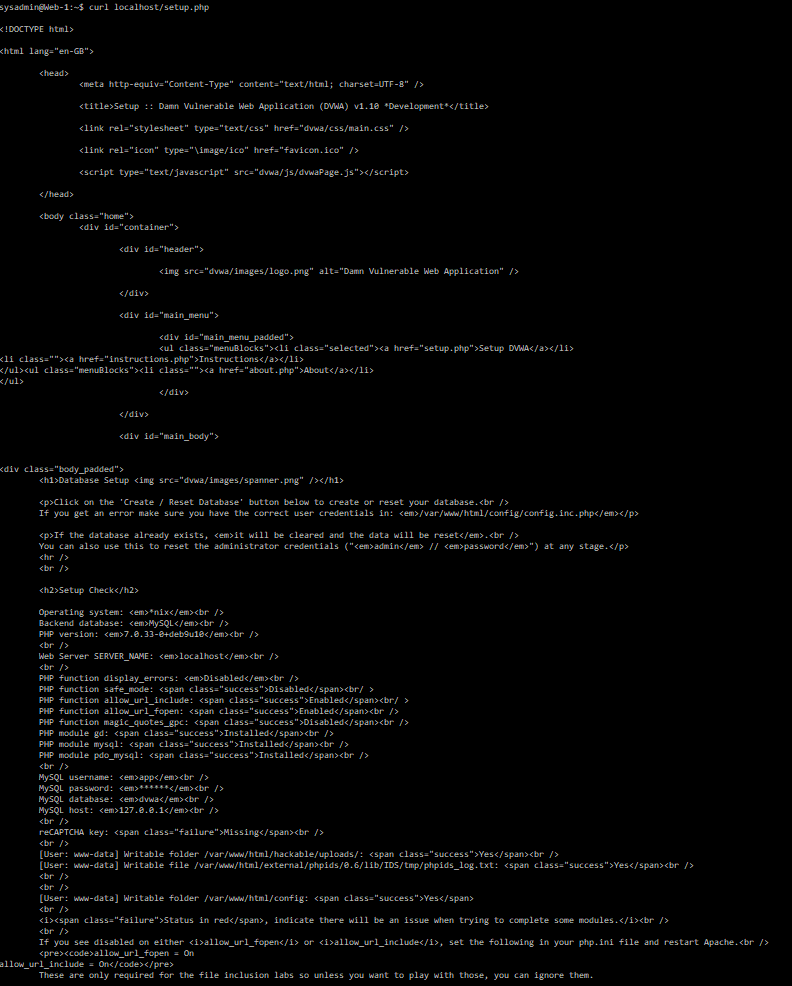 sysadmin@Web-1:~$ curl localhost/setup.php
<!DOCTYPE html>
<html lang="en-GB">
<head>
<meta http-equiv="Content-Type" content="text/html; charset=UTF-8" />
<title>Setup :: Damn Vulnerable Web Application (DVWA) v1.10 *Development*</title>
<link rel="stylesheet" type="text/css" href="dvwa/css/main.css" />
<link rel="icon" type="\image/ico" href="favicon.ico" />
<script type="text/javascript" src="dvwa/js/dvwaPage.js"></script>
</head>
<body class="home">
<div id="container">
<div id="header">
<img src="dvwa/images/logo.png" alt="Damn Vulnerable Web Application" />
</div>
<div id="main_menu">
<div id="main_menu_padded">
<ul class="menuBlocks"><li class="selected"><a href="setup.php">Setup DVWA</a></li>
<li class=""><a href="instructions.php">Instructions</a></li>
</ul><ul class="menuBlocks"><li class=""><a href="about.php">About</a></li>
</ul>
</div>
</div>
<div id="main_body">
<div class="body_padded">
<h1>Database Setup <img src="dvwa/images/spanner.png" /></h1>
<p>Click on the 'Create / Reset Database' button below to create or reset your database.<br />
If you get an error make sure you have the correct user credentials in: <em>/var/www/html/config/config.inc.php</em></p>
<p>If the database already exists, <em>it will be cleared and the data will be reset</em>.<br />
You can also use this to reset the administrator credentials ("<em>admin</em> // <em>password</em>") at any stage.</p>
<hr />
<br />
<h2>Setup Check</h2>
Operating system: <em>*nix</em><br />
Backend database: <em>MySQL</em><br />
PHP version: <em>7.0.33-0+deb9u10</em><br />
<br />
Web Server SERVER_NAME: <em>localhost</em><br />
<br />
PHP function display_errors: <em>Disabled</em><br />
PHP function safe_mode: <span class="success">Disabled</span><br/ >
PHP function allow_url_include: <span class="success">Enabled</span><br/ >
PHP function allow_url_fopen: <span class="success">Enabled</span><br />
PHP function magic_quotes_gpc: <span class="success">Disabled</span><br />
PHP module gd: <span class="success">Installed</span><br />
PHP module mysql: <span class="success">Installed</span><br />
PHP module pdo_mysql: <span class="success">Installed</span><br />
<br />
MySQL username: <em>app</em><br />
MySQL password: <em>******</em><br />
MySQL database: <em>dvwa</em><br />
MySQL host: <em>127.0.0.1</em><br />
<br />
reCAPTCHA key: <span class="failure">Missing</span><br />
<br />
[User: www-data] Writable folder /var/www/html/hackable/uploads/: <span class="success">Yes</span><br />
[User: www-data] Writable file /var/www/html/external/phpids/0.6/lib/IDS/tmp/phpids_log.txt: <span class="success">Yes</span><br />
<br />
<br />
[User: www-data] Writable folder /var/www/html/config: <span class="success">Yes</span>
<br />
<i><span class="failure">Status in red</span>, indicate there will be an issue when trying to complete some modules.</i><br />
<br />
If you see disabled on either <i>allow_url_fopen</i> or <i>allow_url_include</i>, set the following in your php.ini file and restart Apache.<br />
<pre><code>allow_url_fopen = On
allow_url_include = On</code></pre>
These are only required for the file inclusion labs so unless you want to play with those, you can ignore them.